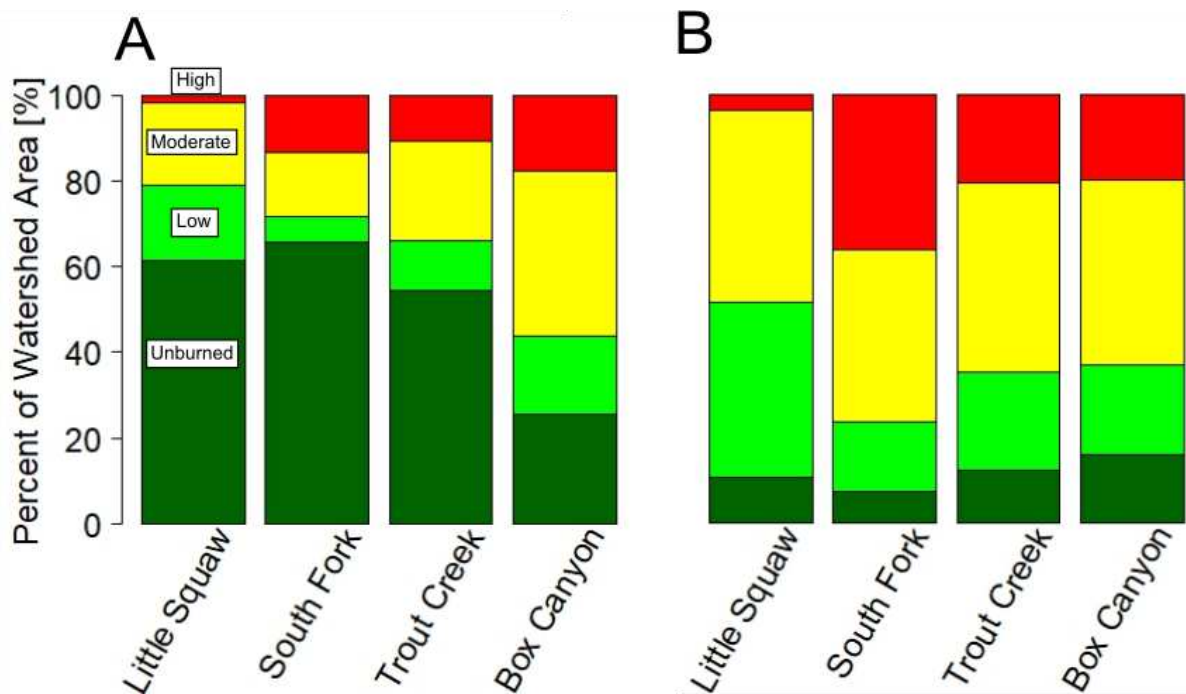 A
B
Percent of Watershed Area [%]
100
80
60
40
20
0
High
Moderate
Low
Unburned
Little Squaw
South Fork
Trout Creek
Box Canyon
Little Squaw
South Fork
Trout Creek
Box Canyon